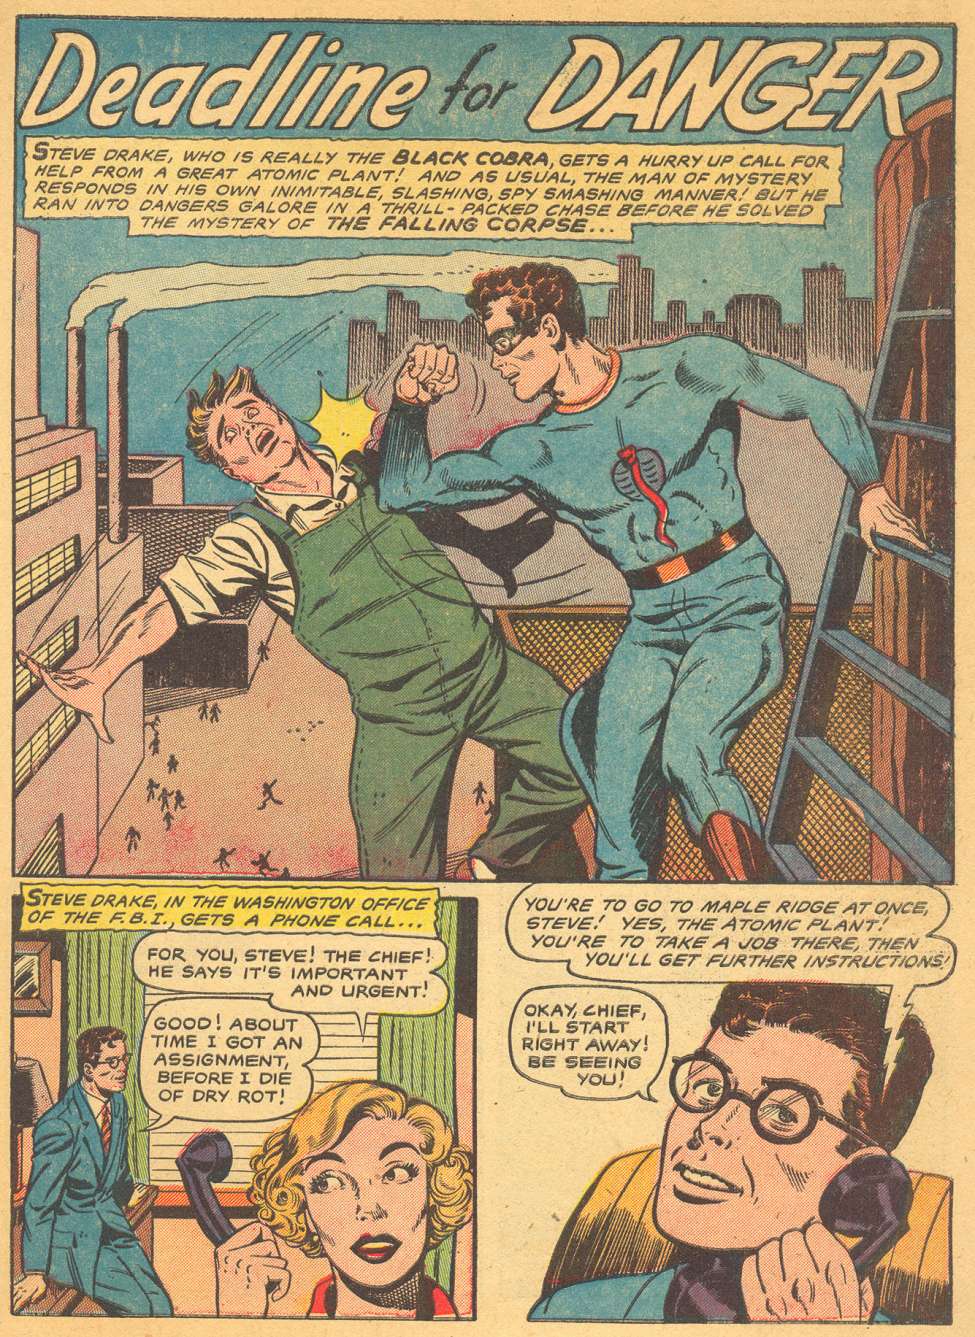 Deadline for DANGER
STEVE DRAKE, WHO IS REALLY THE BLACK COBRA, GETS A HURRY UP CALL FOR
HELP FROM A GREAT ATOMIC PLANT! AND AS USUAL, THE MAN OF MYSTERY
RESPONDS IN HIS OWN INIMITABLE, SLASHING, SPY SMASHING MANNER! BUT HE
RAN INTO DANGERS GALORE IN A THRILL-PACKED CHASE BEFORE HE SOLVED
THE MYSTERY OF THE FALLING CORPSE...
STEVE DRAKE, IN THE WASHINGTON OFFICE
OF THE F.B.I., GETS A PHONE CALL...
FOR YOU, STEVE! THE CHIEF!
HE SAYS IT'S IMPORTANT
AND URGENT!
GOOD! ABOUT
TIME I GOT AN
ASSIGNMENT,
BEFORE I DIE
OF DRY ROT!
YOU'RE TO GO TO MAPLE RIDGE AT ONCE,
STEVE! YES, THE ATOMIC PLANT!
YOU'RE TO TAKE A JOB THERE, THEN
YOU'LL GET FURTHER INSTRUCTIONS!
OKAY, CHIEF,
I'LL START
RIGHT AWAY!
BE SEEING
YOU!